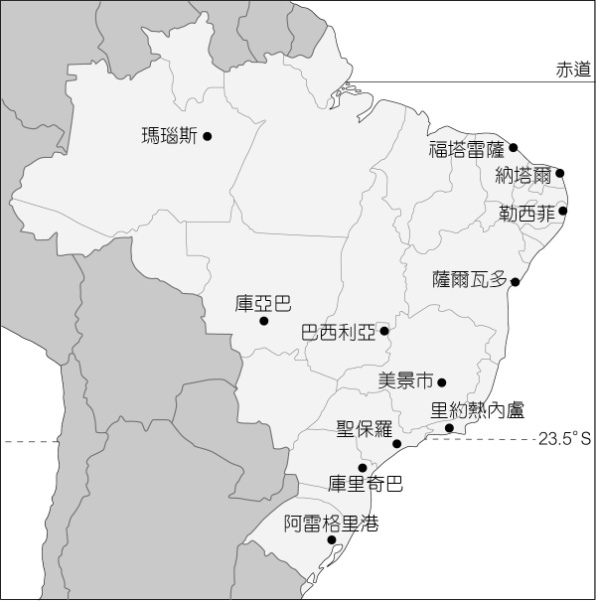 赤道
瑪瑙斯
福塔雷薩
納塔爾
勒西菲
薩爾瓦多
庫亞巴
巴西利亞
美景市
里約熱內盧
聖保羅
23.5°S
庫里奇巴
阿雷格里港